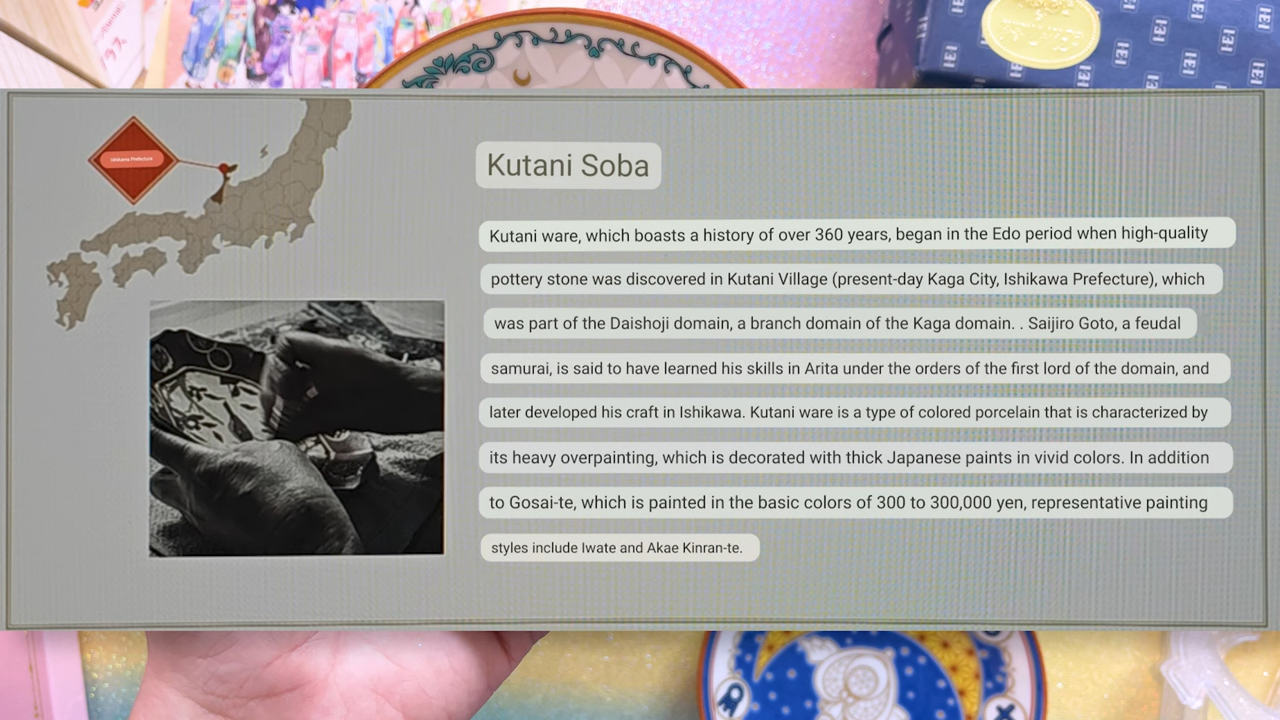 Ishikama Prefecture
Kutani Soba
Kutani ware, which boasts a history of over 360 years, began in the Edo period when high-quality
pottery stone was discovered in Kutani Village (present-day Kaga City, Ishikawa Prefecture), which
was part of the Daishoji domain, a branch domain of the Kaga domain. . Saijiro Goto, a feudal
samurai, is said to have learned his skills in Arita under the orders of the first lord of the domain, and
later developed his craft in Ishikawa. Kutani ware is a type of colored porcelain that is characterized by
its heavy overpainting, which is decorated with thick Japanese paints in vivid colors. In addition
to Gosai-te, which is painted in the basic colors of 300 to 300,000 yen, representative painting
styles include Iwate and Akae Kinran-te.